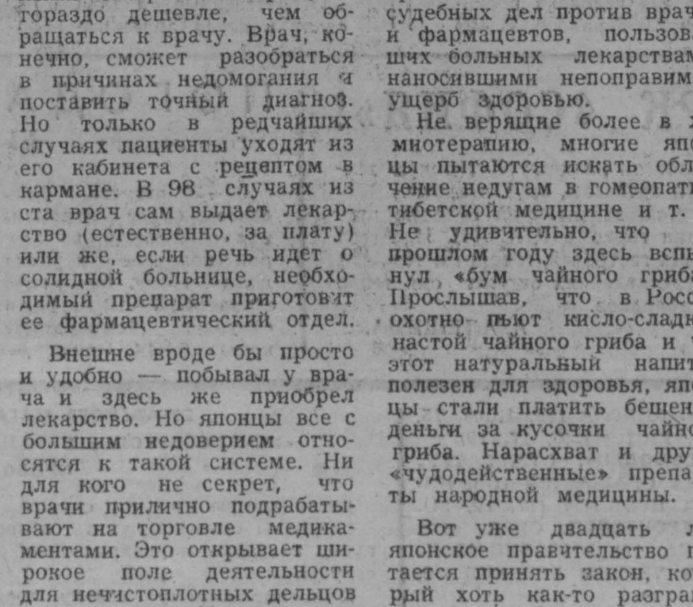 гораздо дешевле, чем об-
ращаться к врачу. Врач, ко-
нечно, сможет разобраться
в причинах недомогания и
поставить точный диагноз.
Но только в редчайших
случаях пациенты уходят из
его кабинета с рецептом в
кармане. В 98 случаях из
ста врач сам выдает лекар-
ство (естественно, за плату)
или же, если речь идет о
солидной больнице, необхо-
димый препарат приготовит
ее фармацевтический отдел.
Внешне вроде бы просто
и удобно — побывал у вра-
ча и здесь же приобрел
лекарство. Но японцы все с
большим недоверием отно-
сятся к такой системе. Ни
для кого не секрет, что
врачи прилично подрабаты-
вают на торговле медика-
ментами. Это открывает ши-
рокое поле деятельности
для нечистоплотных дельцов
судебных дел против врач
и фармацевтов, пользова
ших больных лекарствам
наносившими непоправим
ущерб здоровью.
Не верящие более в х
миотерапию, многие япо
цы пытаются искать обл
чение недугам в гомеопати
тибетской медицине и т.
Не удивительно, что
прошлом году здесь вспы
нул «бум чайного гриба
Прослышав, что в Росс
охотно пьют кисло-сладк
настой чайного гриба и ч
этот натуральный напит
полезен для здоровья, япо
цы стали платить бешен
деньги за кусочки чайно
гриба. Нарасхват и дру
«чудодейственные» препа
ты народной медицины.
Вот уже двадцать л
японское правительство п
тается принять закон, ко
рый хоть как-то разгра